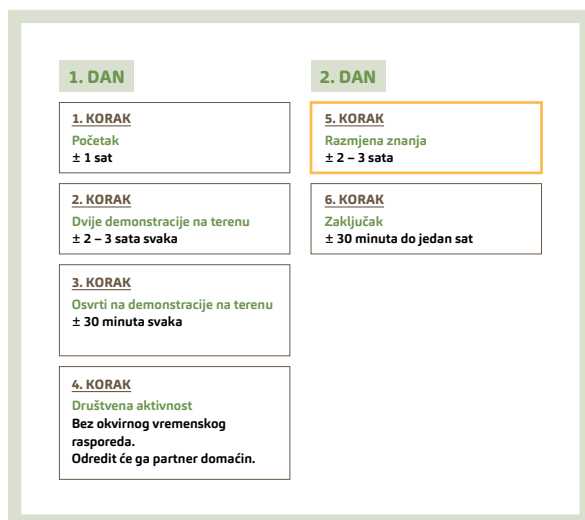 1. DAN
1. KORAK
Početak
± 1 sat
2. KORAK
Dvije demonstracije na terenu
± 2 – 3 sata svaka
3. KORAK
Osvrti na demonstracije na terenu
± 30 minuta svaka
4. KORAK
Društvena aktivnost
Bez okvirnog vremenskog
rasporeda.
Odredit će ga partner domaćin.
2. DAN
5. KORAK
Razmjena znanja
± 2 – 3 sata
6. KORAK
Zaključak
± 30 minuta do jedan sat